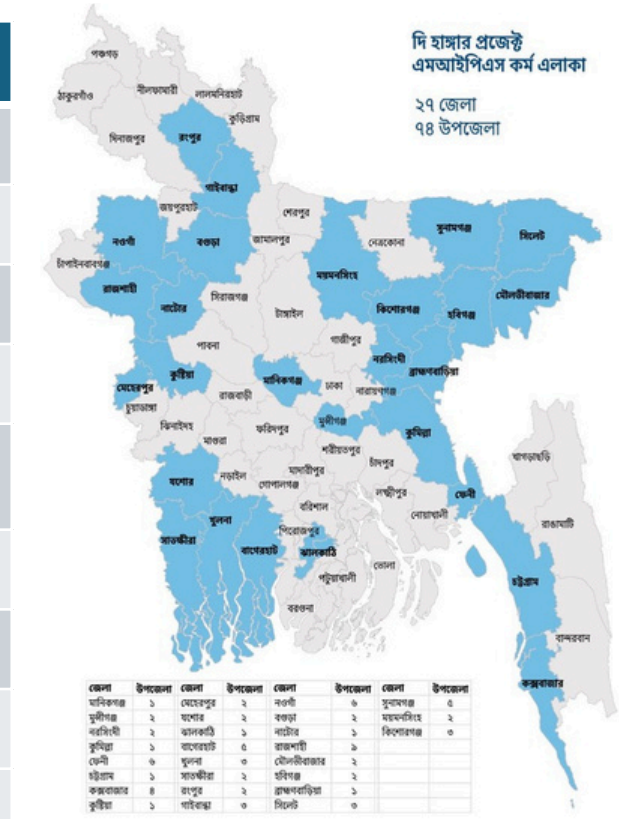 দি হাঙ্গার প্রজেক্ট
এমআইপিএস কর্ম এলাকা
২৭ জেলা
৭৪ উপজেলা
পঞ্চগড়
ঠাকুরগাঁও
নীলফামারী
লালমনিরহাট
কুড়িগ্রাম
দিনাজপুর
রংপুর
গাইবান্ধা
জয়পুরহাট
শেরপুর
নওগাঁ
বগুড়া
জামালপুর
নেত্রকোনা
সুনামগঞ্জ
সিলেট
চাঁপাইনবাবগঞ্জ
ময়মনসিংহ
রাজশাহী
নাটোর
সিরাজগঞ্জ
টাঙ্গাইল
কিশোরগঞ্জ
হবিগঞ্জ
মৌলভীবাজার
পাবনা
গাজীপুর
নরসিংদী
ব্রাহ্মণবাড়িয়া
মেহেরপুর
কুষ্টিয়া
মানিকগঞ্জ
ঢাকা
নারায়ণগঞ্জ
চুয়াডাঙ্গা
রাজবাড়ী
ঝিনাইদহ
মাগুরা
ফরিদপুর
মুন্সীগঞ্জ
কুমিল্লা
শরীয়তপুর
চাঁদপুর
খাগড়াছড়ি
যশোর
নড়াইল
মাদারীপুর
গোপালগঞ্জ
লক্ষ্মীপুর
ফেনী
নোয়াখালী
বরিশাল
খুলনা
রাঙামাটি
সাতক্ষীরা
বাগেরহাট
পিরোজপুর
ঝালকাঠি
ভোলা
পটুয়াখালী
চট্টগ্রাম
বরগুনা
বান্দরবান
কক্সবাজার
জেলা উপজেলা জেলা উপজেলা জেলা উপজেলা জেলা উপজেলা
মানিকগঞ্জ ১ মেহেরপুর ২ নওগাঁ ৬ সুনামগঞ্জ ৫
মুন্সীগঞ্জ ২ যশোর ২ বগুড়া ২ ময়মনসিংহ ২
নরসিংদী ২ ঝালকাঠি ১ নাটোর ১ কিশোরগঞ্জ ৩
কুমিল্লা ১ বাগেরহাট ৫ রাজশাহী ৯
ফেনী ৬ খুলনা ৩ মৌলভীবাজার ২
চট্টগ্রাম ১ সাতক্ষীরা ২ হবিগঞ্জ ২
কক্সবাজার ৪ রংপুর ২ ব্রাহ্মণবাড়িয়া ১
কুষ্টিয়া ১ গাইবান্ধা ৩ সিলেট ৩